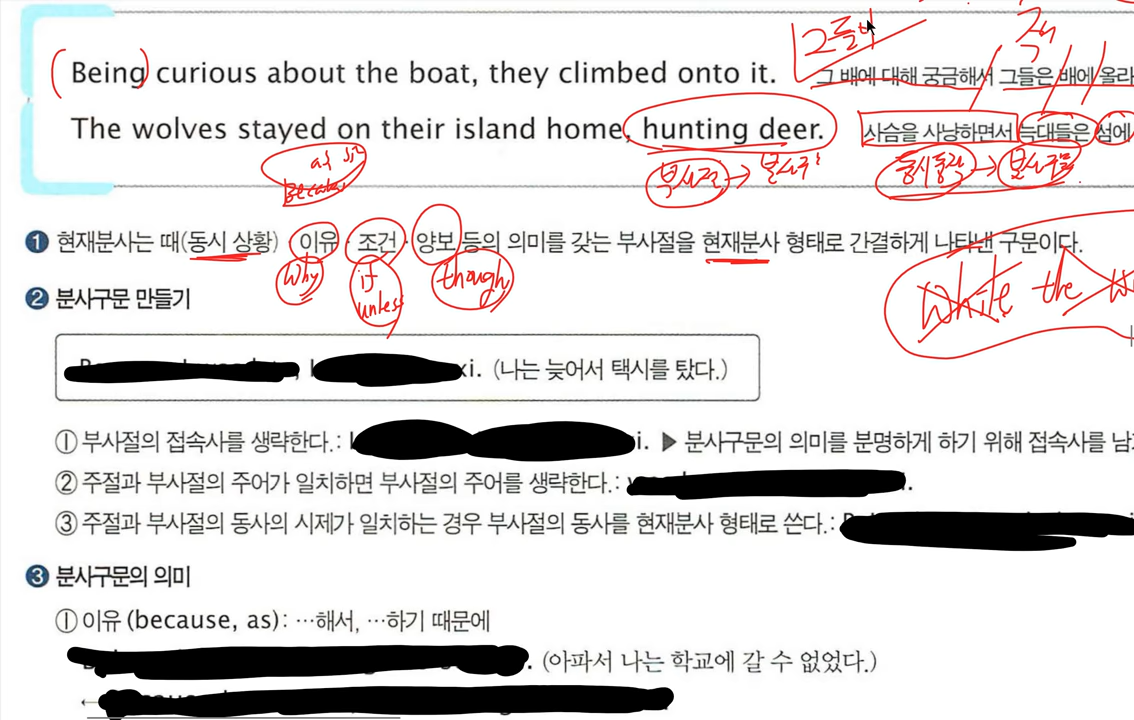 그들이
주
Being curious about the boat, they climbed onto it. 그 배에 대해 궁금해서 그들은 배에 올라
The wolves stayed on their island home, hunting deer. 사슴을 사냥하면서 늑대들은 섬에
as
부사절 → 분사구
동시동작 → 분사구문
❶ 현재분사는 때(동시 상황) · 이유 · 조건 · 양보 등의 의미를 갖는 부사절을 현재분사 형태로 간결하게 나타낸 구문이다.
why if unless though
White the
❷ 분사구문 만들기
xi. (나는 늦어서 택시를 탔다.)
① 부사절의 접속사를 생략한다.: I i. ▶ 분사구문의 의미를 분명하게 하기 위해 접속사를 남
② 주절과 부사절의 주어가 일치하면 부사절의 주어를 생략한다.:
③ 주절과 부사절의 동사의 시제가 일치하는 경우 부사절의 동사를 현재분사 형태로 쓴다.:
❸ 분사구문의 의미
① 이유 (because, as): …해서, …하기 때문에
. (아파서 나는 학교에 갈 수 없었다.)
←